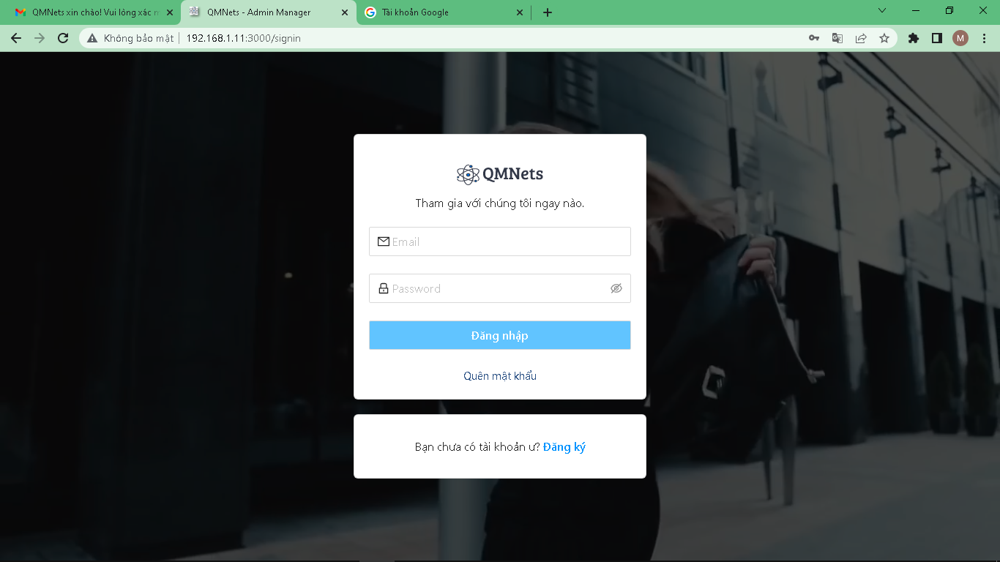 QMNets xin chào! Vui lòng xác
QMNets - Admin Manager
Tài khoản Google
Không bảo mật
192.168.1.11:3000/signin
M
QMNets
Tham gia với chúng tôi ngay nào.
Email
Password
Đăng nhập
Quên mật khẩu
Bạn chưa có tài khoản ư? Đăng ký